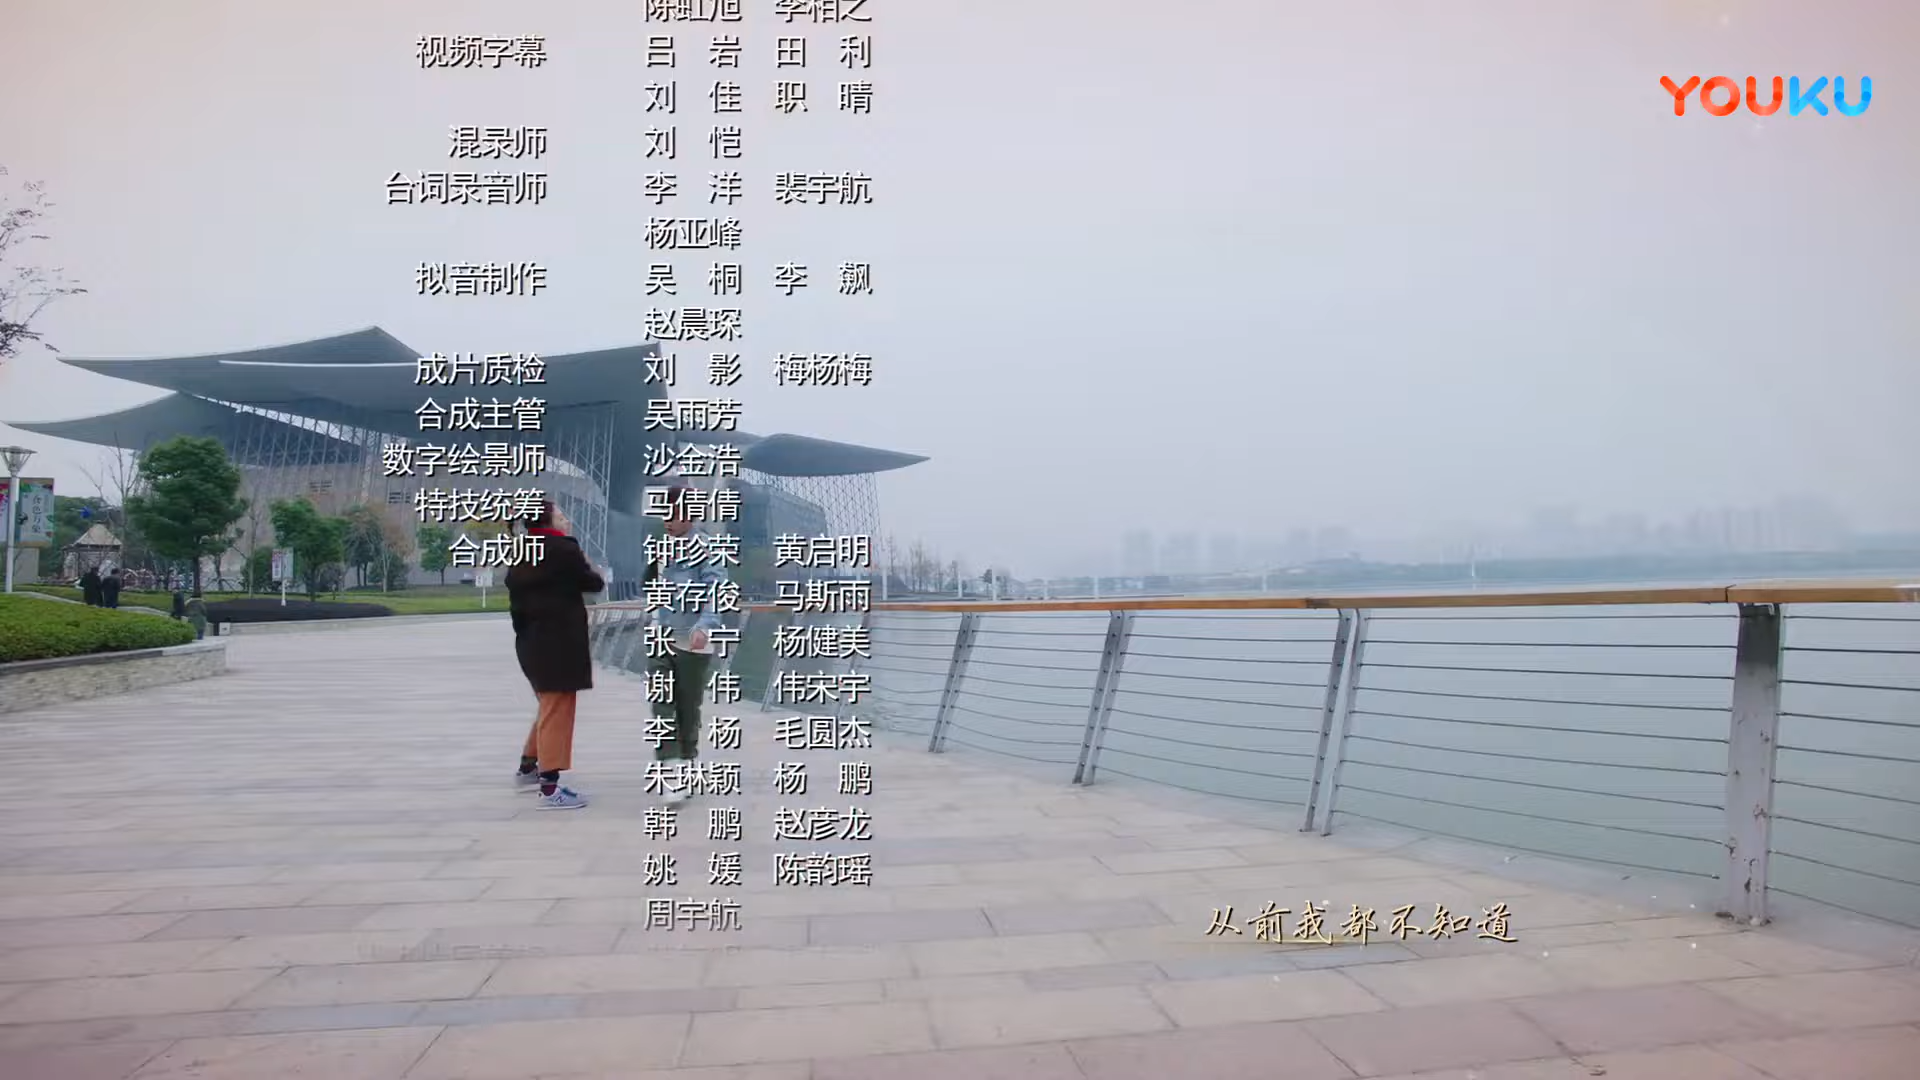 陈虹旭 李相之
视频字幕 吕 岩 田 利
刘 佳 职 晴
混录师 刘 恺
台词录音师 李 洋 裴宇航
杨亚峰
拟音制作 吴 桐 李 飙
赵晨琛
成片质检 刘 影 梅杨梅
合成主管 吴雨芳
数字绘景师 沙金浩
特技统筹 马倩倩
合成师 钟珍荣 黄启明
黄存俊 马斯雨
张 宁 杨健美
谢 伟 伟宋宇
李 杨 毛圆杰
朱琳颖 杨 鹏
韩 鹏 赵彦龙
姚 媛 陈韵瑶
周宇航
从前我都不知道
YOUKU